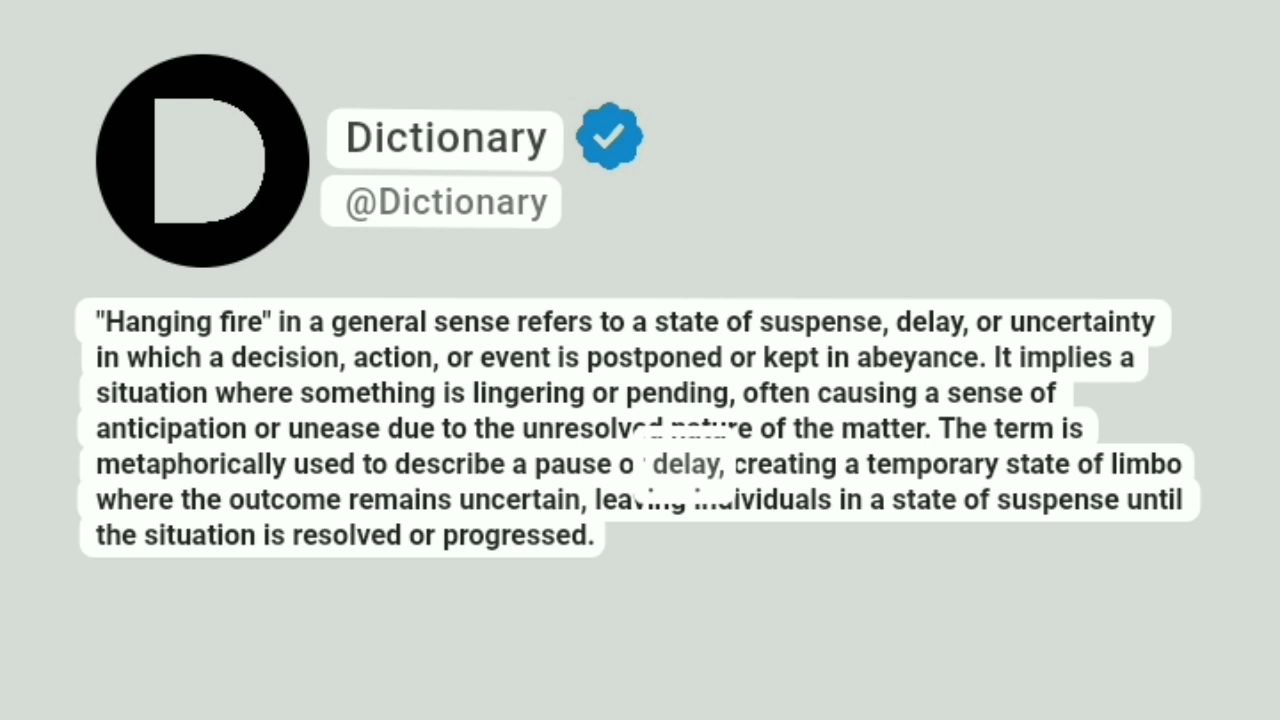 D
Dictionary
@Dictionary
"Hanging fire" in a general sense refers to a state of suspense, delay, or uncertainty
in which a decision, action, or event is postponed or kept in abeyance. It implies a
situation where something is lingering or pending, often causing a sense of
anticipation or unease due to the unresolved nature of the matter. The term is
metaphorically used to describe a pause o delay, creating a temporary state of limbo
where the outcome remains uncertain, leaving individuals in a state of suspense until
the situation is resolved or progressed.